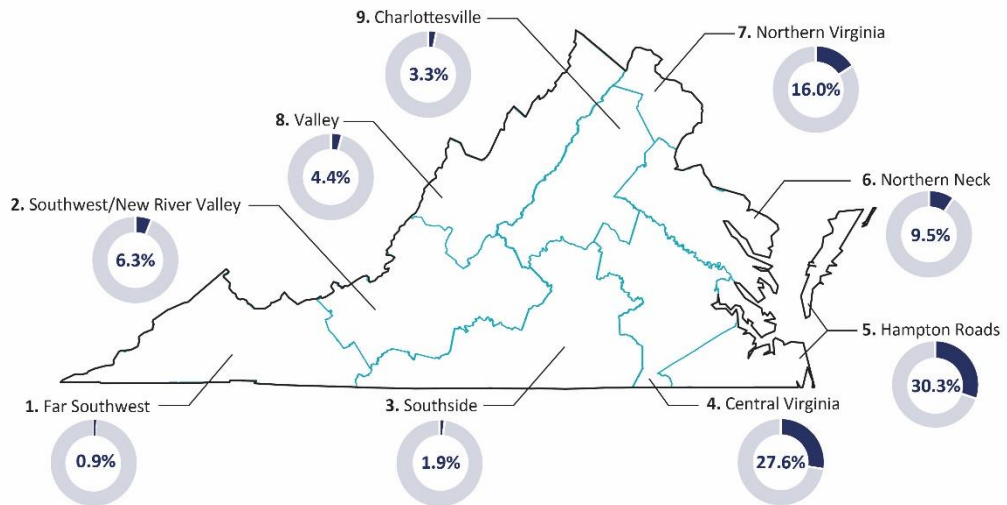 9. Charlottesville
3.3%
7. Northern Virginia
16.0%
8. Valley
4.4%
6. Northern Neck
9.5%
2. Southwest/New River Valley
6.3%
5. Hampton Roads
30.3%
1. Far Southwest
0.9%
3. Southside
1.9%
4. Central Virginia
27.6%